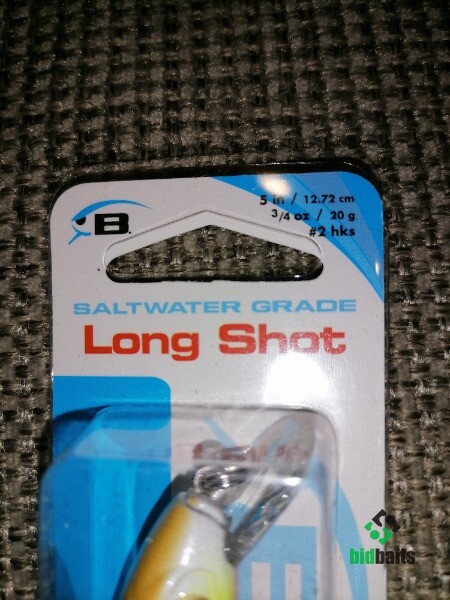 5 in / 12.72 cm
3/4 oz / 20 g
#2 hks
B.
SALTWATER GRADE
Long Shot
bidbaits